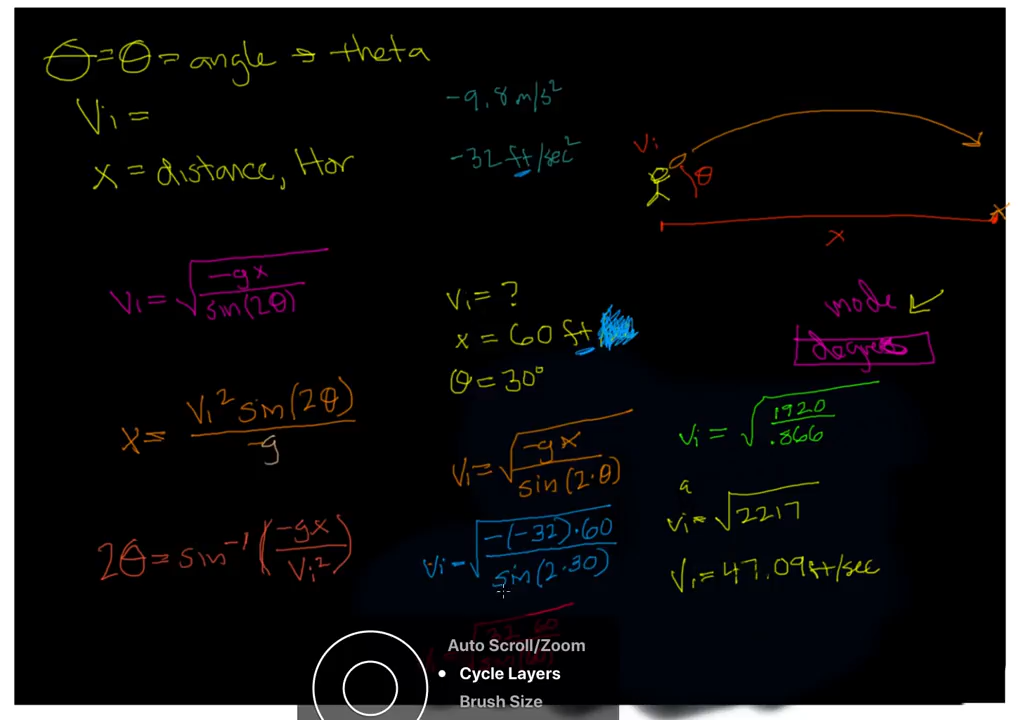 θ = θ = angle → theta
Vi =
x = distance, Hor
-9.8 m/s²
-32 ft/sec²
Vi
θ
x
x
Vi = √(-gx / sin(2θ))
x = Vi² sin(2θ) / -g
2θ = sin⁻¹(-gx / Vi²)
Vi = ?
x = 60 ft
θ = 30°
Vi = √(-gx / sin(2·θ))
Vi = √(-(-32)·60 / sin(2·30))
mode
degrees
Vi = √(1920 / .866)
a
Vi = √2217
Vi = 47.09 ft/sec
Auto Scroll/Zoom
• Cycle Layers
Brush Size